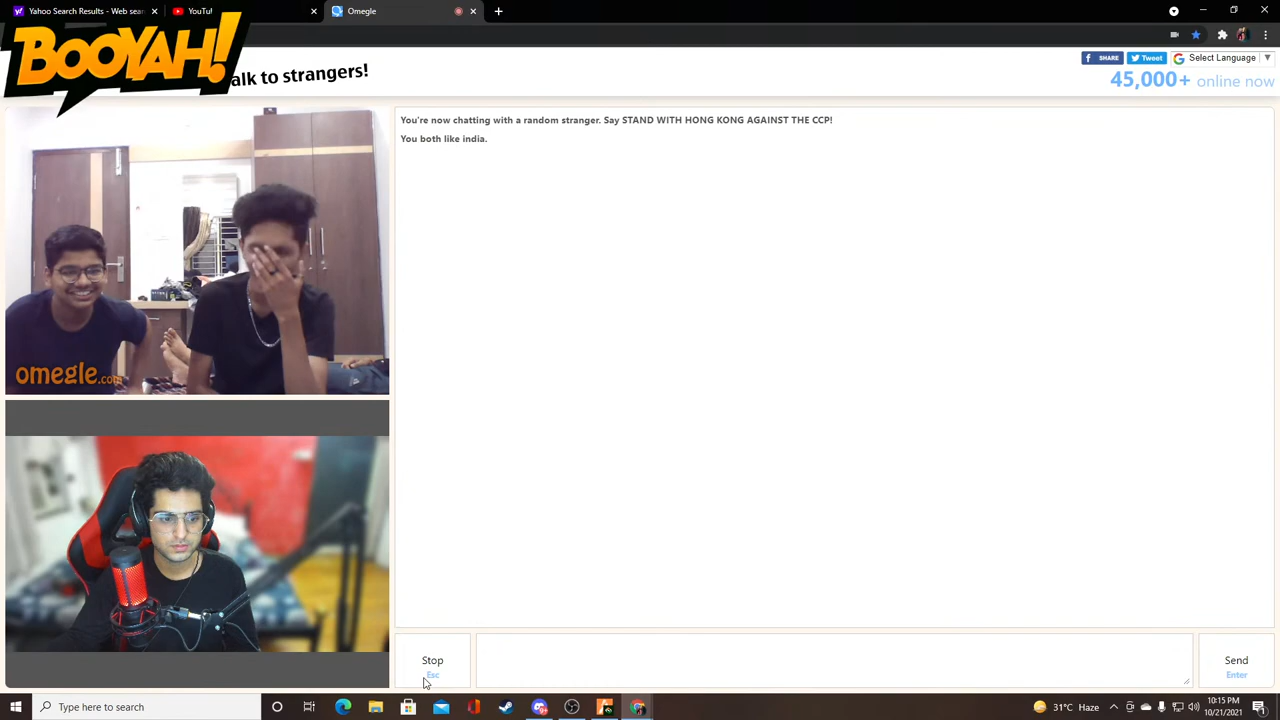 Yahoo Search Results - Web sear
YouTu
Omegle
BOOYAH!
alk to strangers!
SHARE
Tweet
Select Language
45,000+ online now
You're now chatting with a random stranger. Say STAND WITH HONG KONG AGAINST THE CCP!
You both like india.
omegle.com
Stop
Esc
Send
Enter
Type here to search
31°C Haze
10:15 PM
10/21/2021